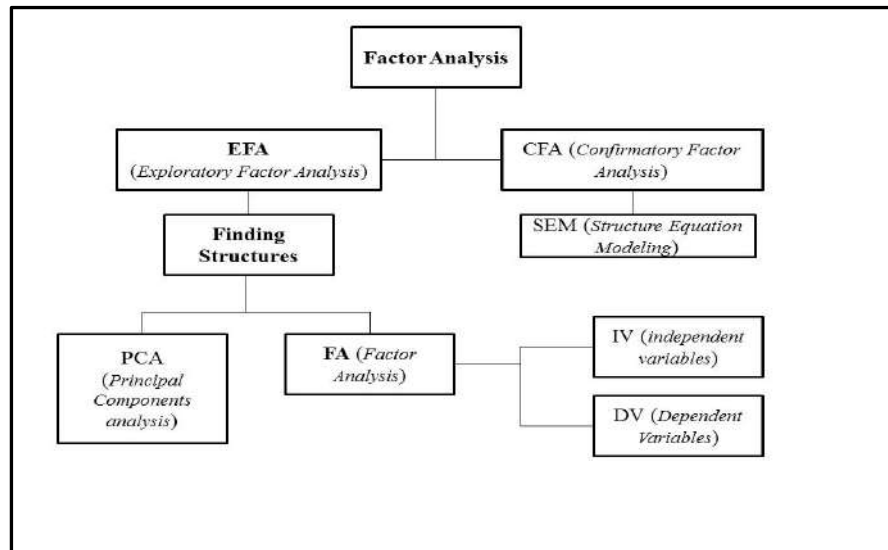 Factor Analysis
EFA
(Exploratory Factor Analysis)
CFA (Confirmatory Factor
Analysis)
Finding
Structures
SEM (Structure Equation
Modeling)
PCA
(Principal
Components
analysis)
FA (Factor
Analysis)
IV (independent
variables)
DV (Dependent
Variables)